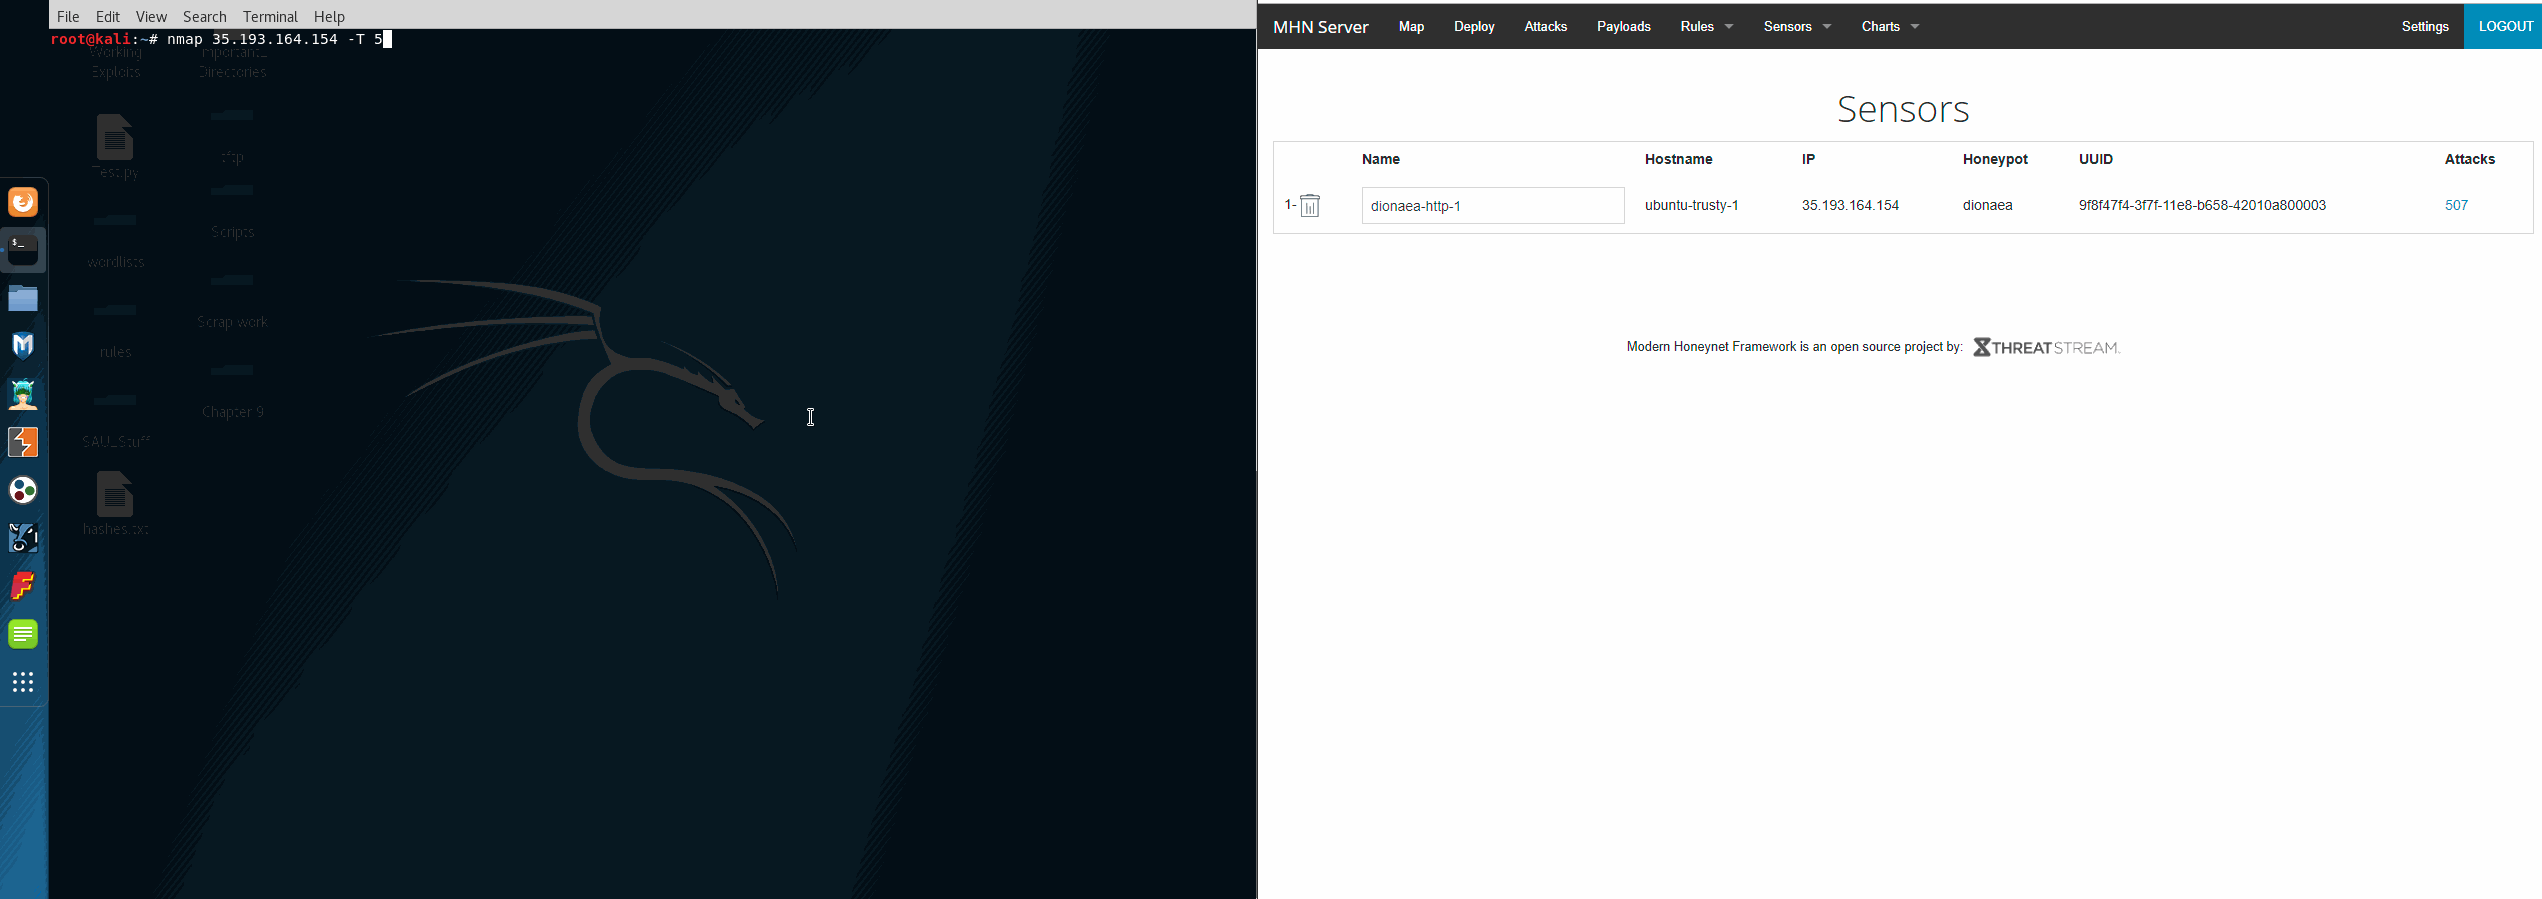 File Edit View Search Terminal Help
root@kali:~# nmap 35.193.164.154 -T 5
Working
Exploits
Important_
Directories
Test.py
tftp
wordlists
Scripts
rules
Scrap work
SAU_Stuff
Chapter 9
hashes.txt
MHN Server Map Deploy Attacks Payloads Rules Sensors Charts Settings LOGOUT
Sensors
Name Hostname IP Honeypot UUID Attacks
1- dionaea-http-1 ubuntu-trusty-1 35.193.164.154 dionaea 9f8f47f4-3f7f-11e8-b658-42010a800003 507
Modern Honeynet Framework is an open source project by: THREATSTREAM.